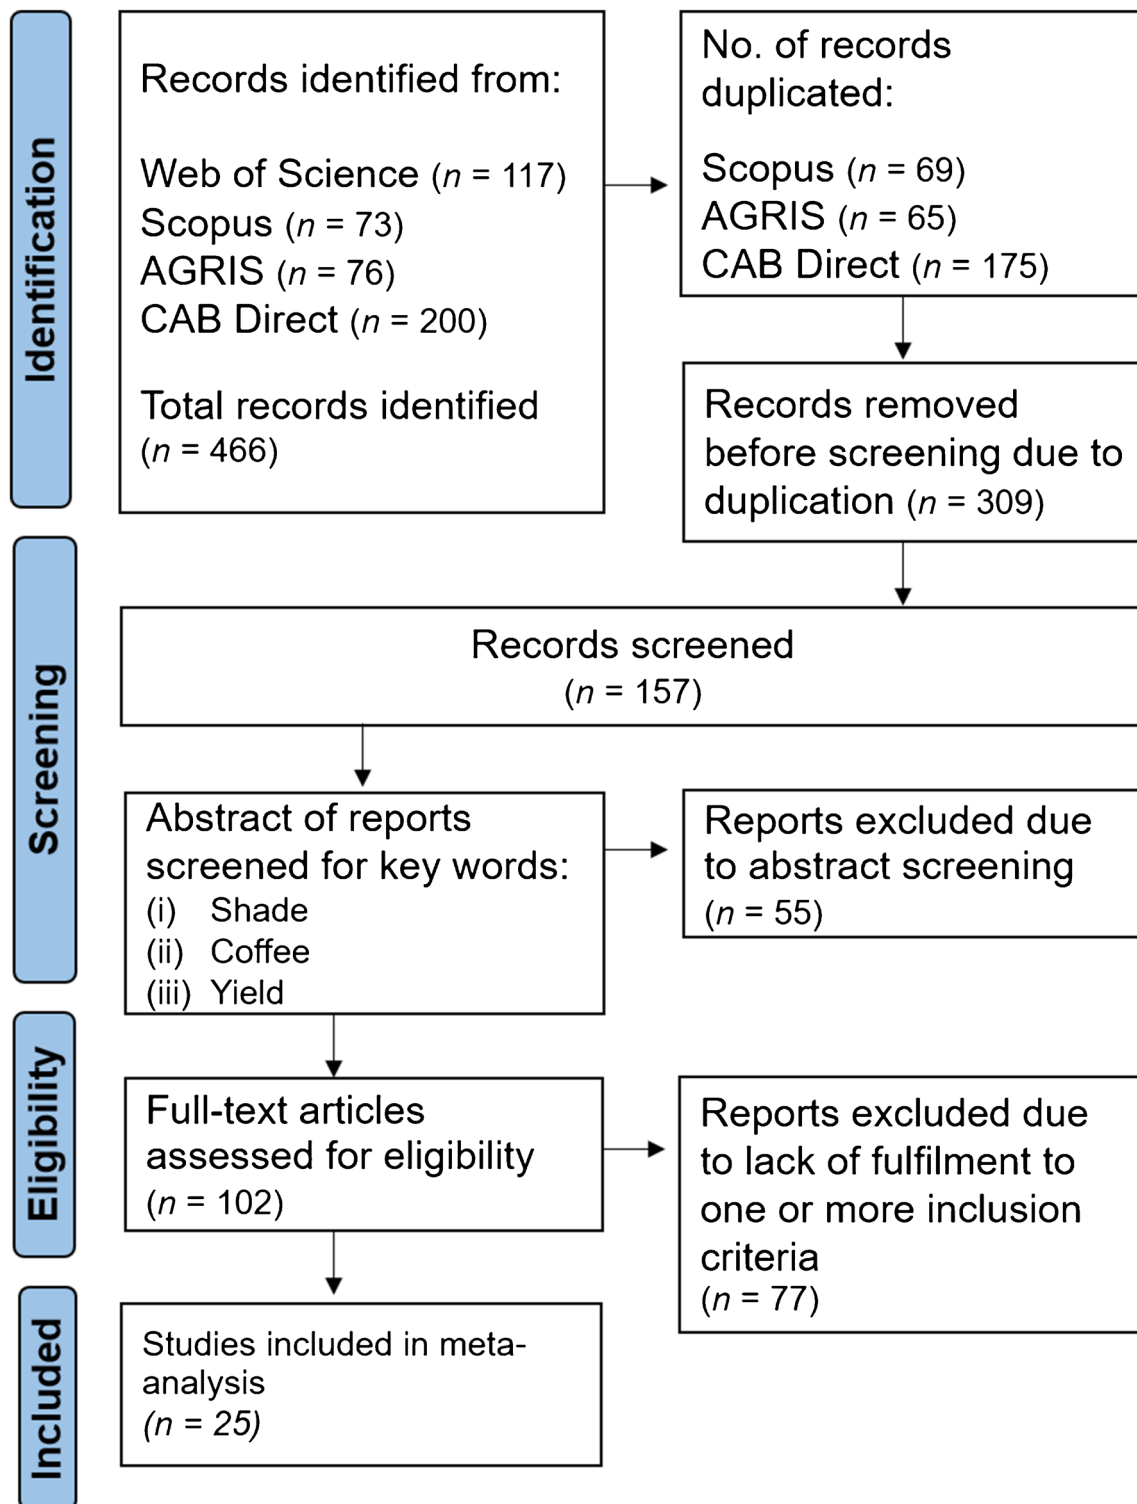 Identification
Records identified from:
Web of Science (n = 117)
Scopus (n = 73)
AGRIS (n = 76)
CAB Direct (n = 200)
Total records identified
(n = 466)
No. of records
duplicated:
Scopus (n = 69)
AGRIS (n = 65)
CAB Direct (n = 175)
Records removed
before screening due to
duplication (n = 309)
Screening
Records screened
(n = 157)
Abstract of reports
screened for key words:
(i) Shade
(ii) Coffee
(iii) Yield
Reports excluded due
to abstract screening
(n = 55)
Eligibility
Full-text articles
assessed for eligibility
(n = 102)
Reports excluded due
to lack of fulfilment to
one or more inclusion
criteria
(n = 77)
Included
Studies included in meta-
analysis
(n = 25)